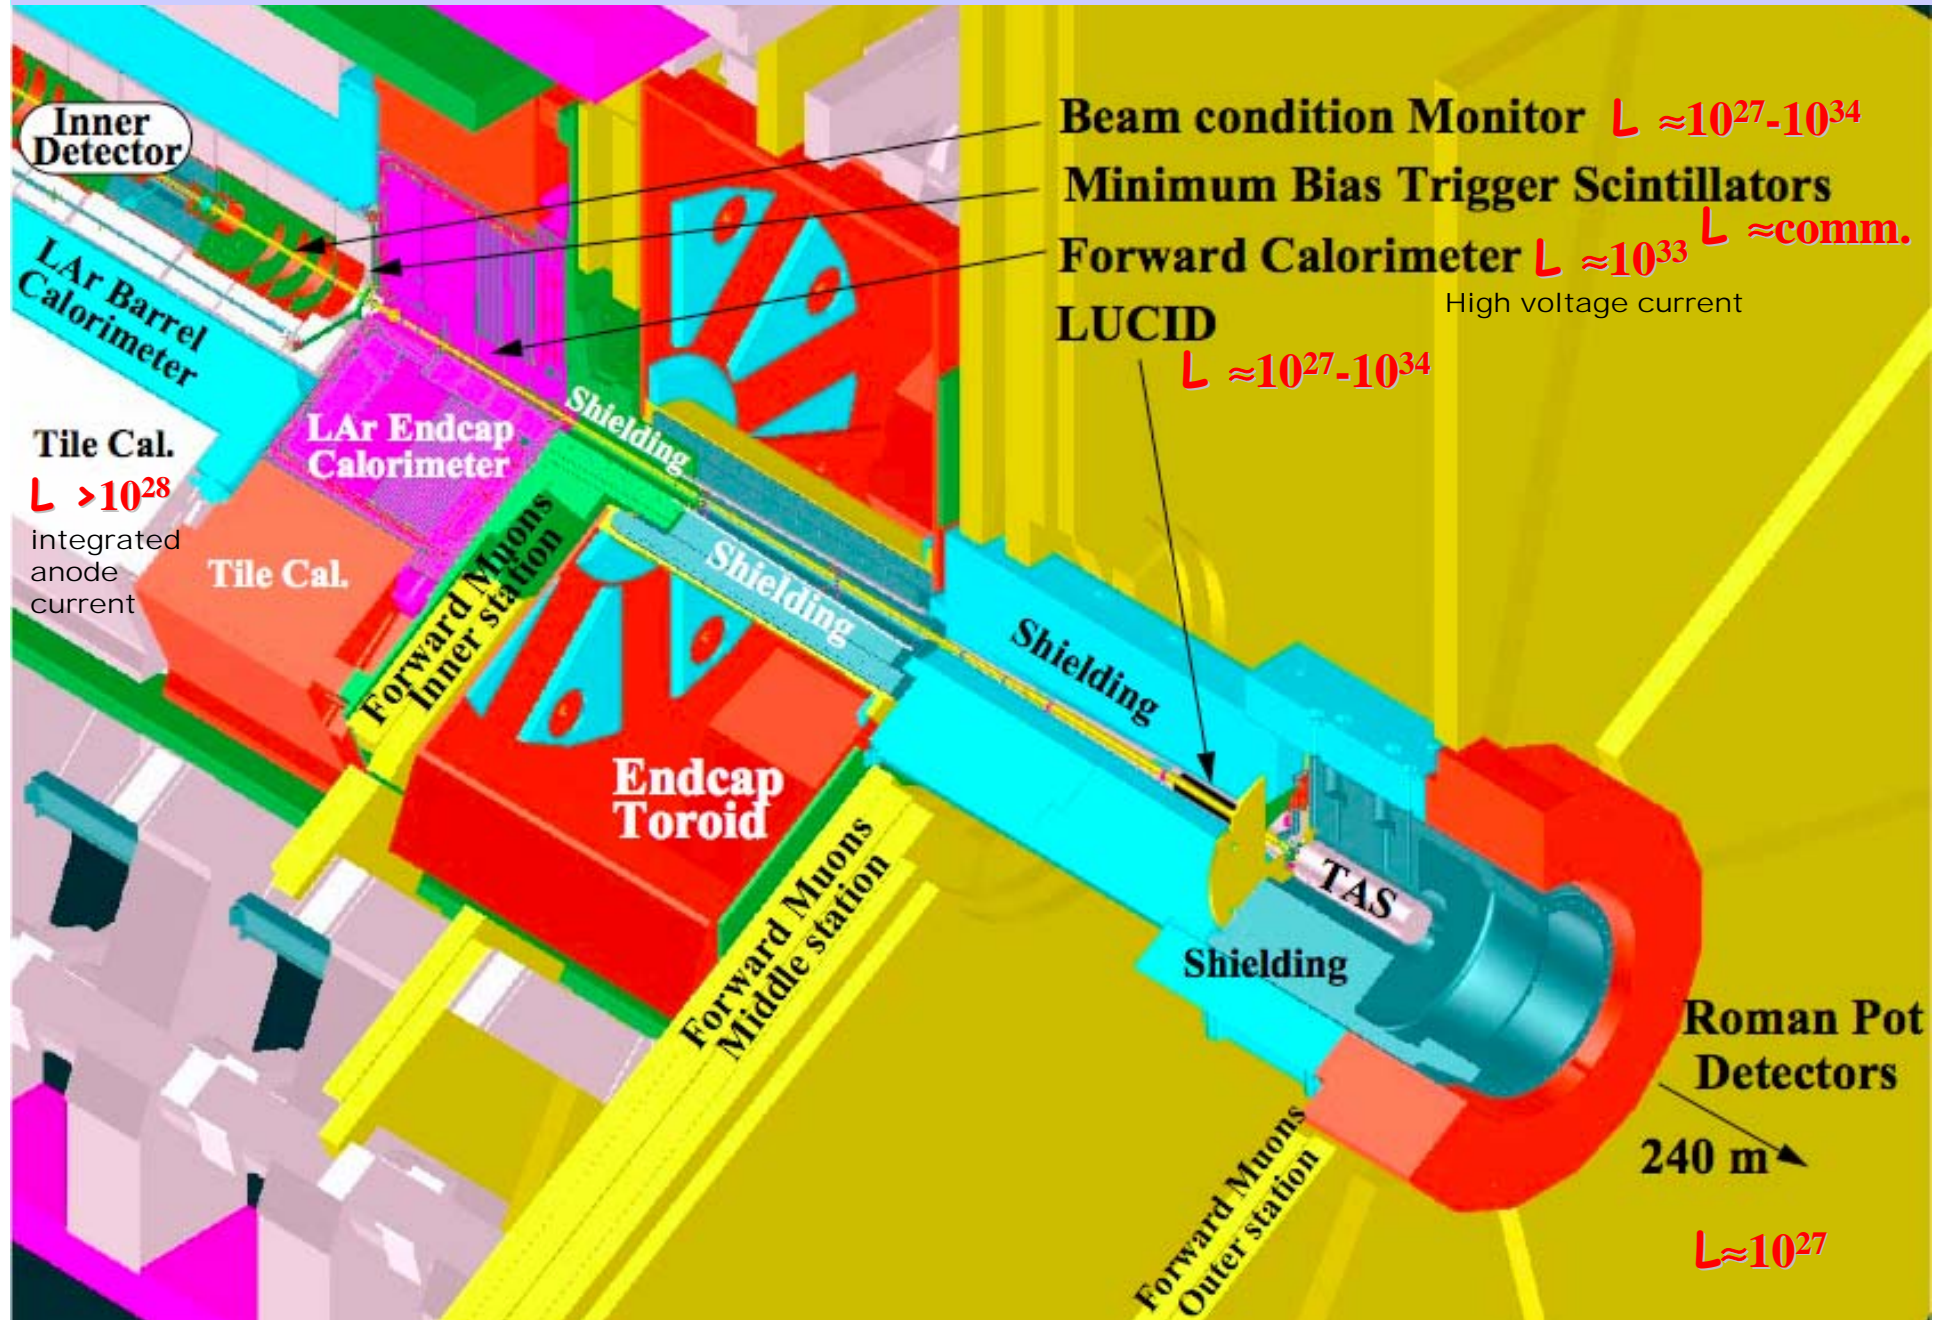 Inner
Detector
Beam condition Monitor L ≈10²⁷-10³⁴
Minimum Bias Trigger Scintillators
L ≈comm.
Forward Calorimeter L ≈10³³
High voltage current
LUCID
L ≈10²⁷-10³⁴
LAr Barrel
Calorimeter
Tile Cal.
L >10²⁸
integrated
anode
current
LAr Endcap
Calorimeter
Shielding
Tile Cal.
Forward Muons
Inner station
Shielding
Shielding
Endcap
Toroid
Forward Muons
Middle station
TAS
Shielding
Roman Pot
Detectors
240 m
Forward Muons
Outer station
L≈10²⁷